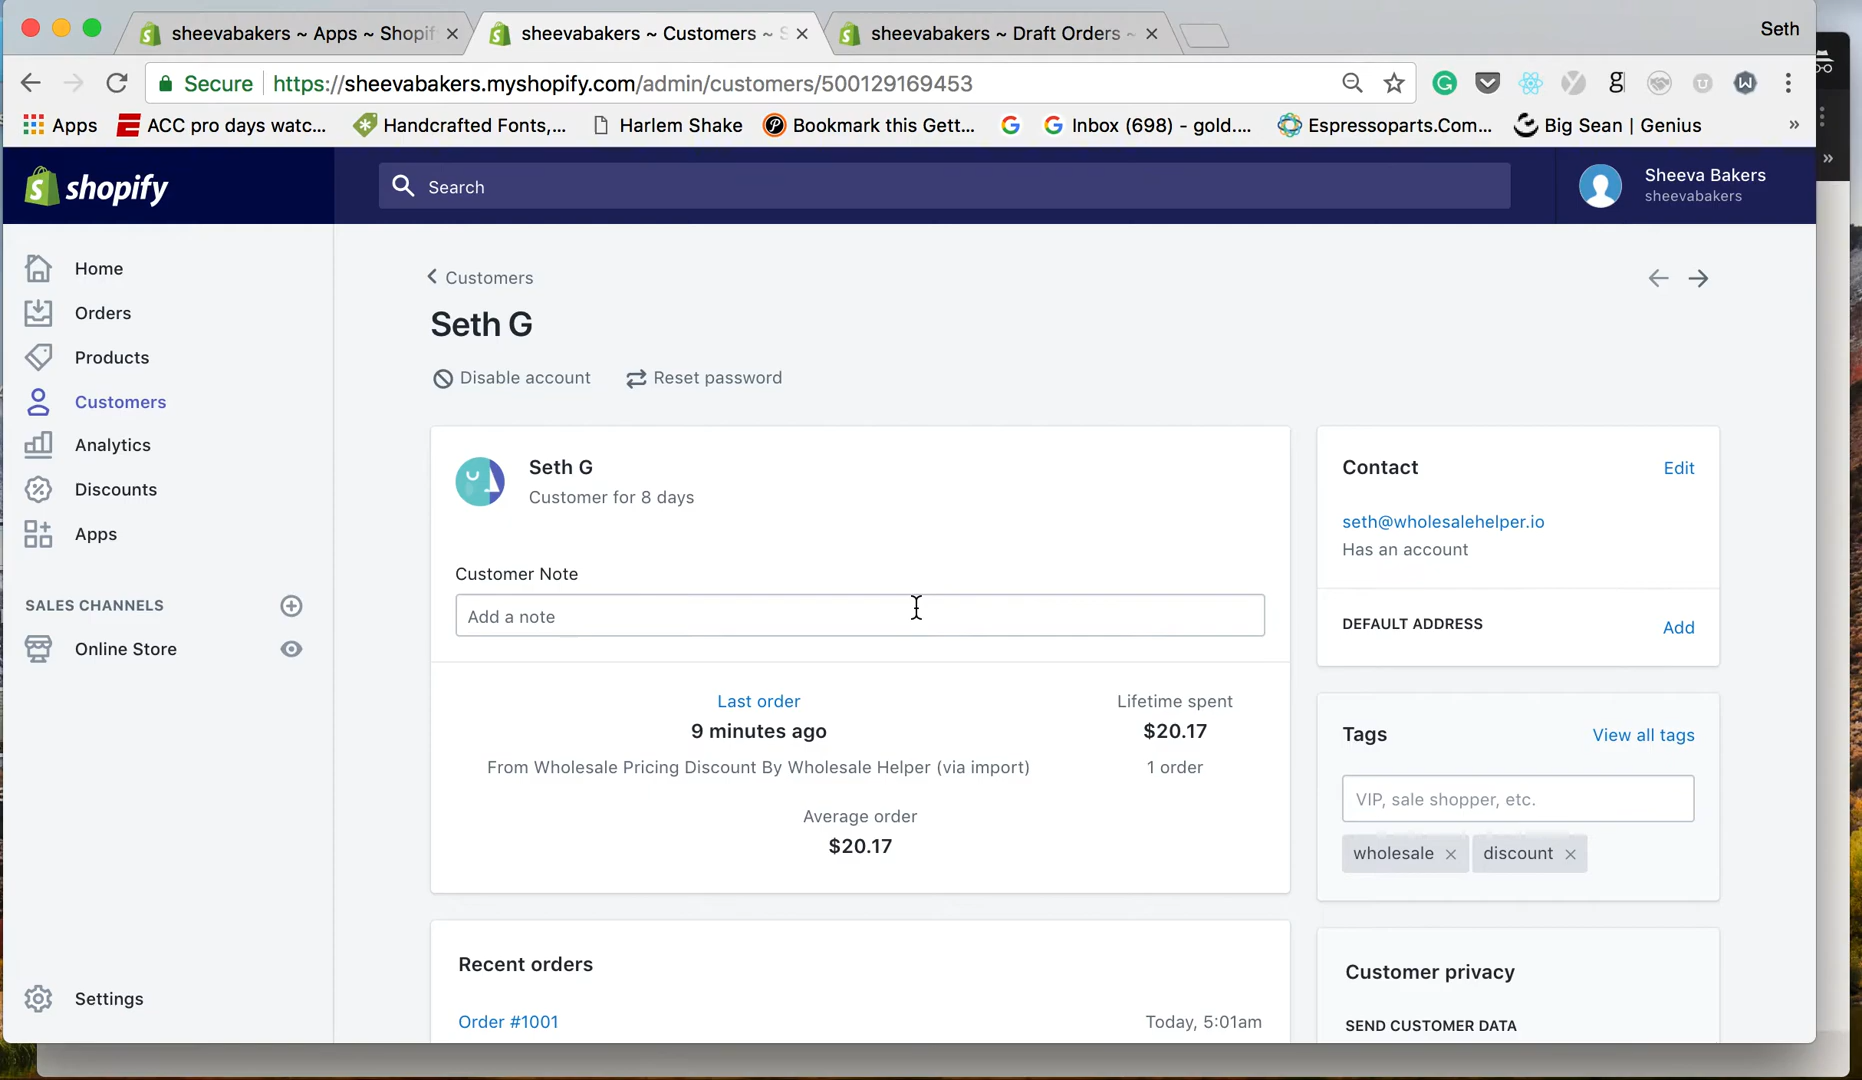 sheevabakers ~ Apps ~ Shopif
sheevabakers ~ Customers ~ S
sheevabakers ~ Draft Orders ~
Seth
Secure
https://sheevabakers.myshopify.com/admin/customers/500129169453
Apps
ACC pro days watc...
Handcrafted Fonts,...
Harlem Shake
Bookmark this Gett...
Inbox (698) - gold....
Espressoparts.Com...
Big Sean | Genius
»
»
shopify
Search
Sheeva Bakers
sheevabakers
Home
Orders
Products
Customers
Analytics
Discounts
Apps
SALES CHANNELS
Online Store
Settings
Customers
Seth G
Disable account
Reset password
Seth G
Customer for 8 days
Customer Note
Add a note
Last order
9 minutes ago
From Wholesale Pricing Discount By Wholesale Helper (via import)
Lifetime spent
$20.17
1 order
Average order
$20.17
Recent orders
Order #1001
Today, 5:01am
Contact
Edit
seth@wholesalehelper.io
Has an account
DEFAULT ADDRESS
Add
Tags
View all tags
VIP, sale shopper, etc.
wholesale
discount
Customer privacy
SEND CUSTOMER DATA